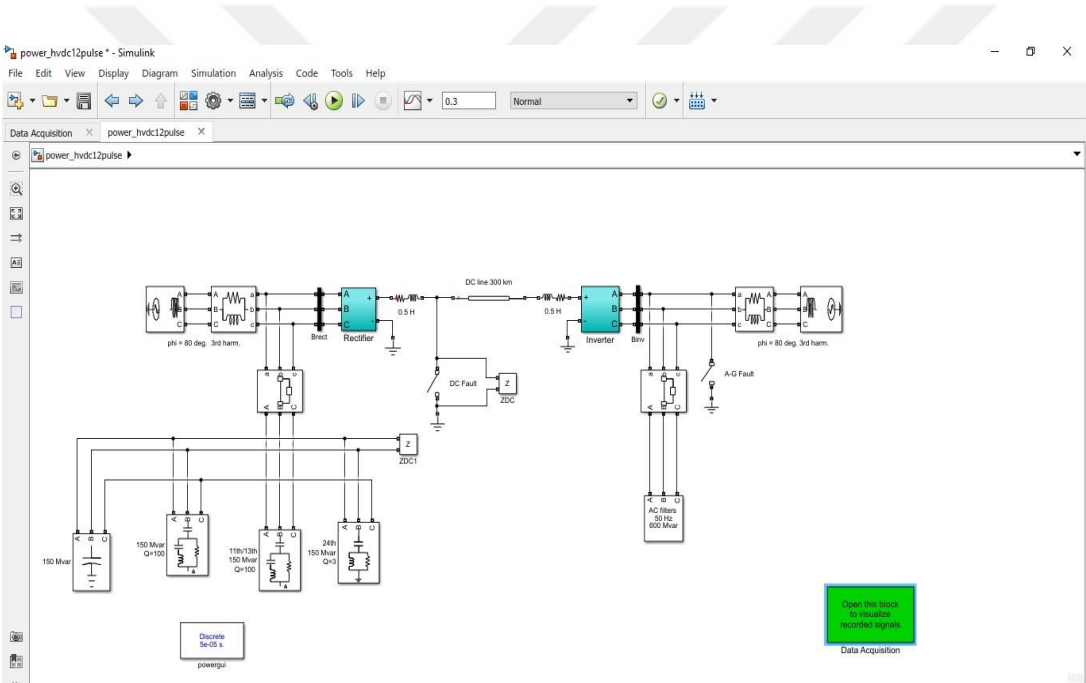 power_hvdc12pulse * - Simulink
File Edit View Display Diagram Simulation Analysis Code Tools Help
0.3 Normal
Data Acquisition power_hvdc12pulse
power_hvdc12pulse
DC line 300 km
A A a A + + A a A
B B b B B b B
C C c C - - C c C
0.5 H 0.5 H
phi = 80 deg. 3rd harm. Brect Rectifier Inverter Binv phi = 80 deg. 3rd harm.
a b c
A B C
DC Fault
Z
ZDC
a b c
A B C
A-G Fault
Z
ZDC1
A B C
150 Mvar
A B C
150 Mvar
Q=100
A B C
11th/13th
150 Mvar
Q=100
A B C
24th
150 Mvar
Q=3
A B C
AC filters
50 Hz
600 Mvar
Discrete
5e-05 s.
powergui
Open this block
to visualize
recorded signals
Data Acquisition